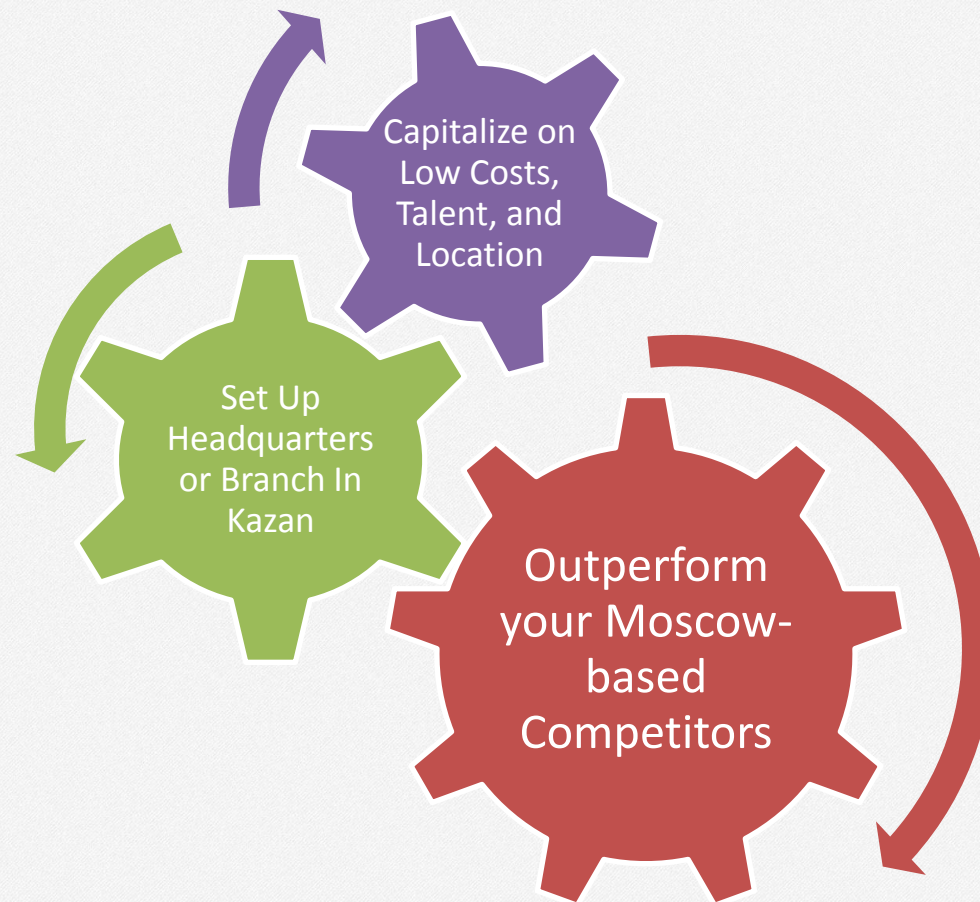 Capitalize on
Low Costs,
Talent, and
Location
Set Up
Headquarters
or Branch In
Kazan
Outperform
your Moscow-
based
Competitors